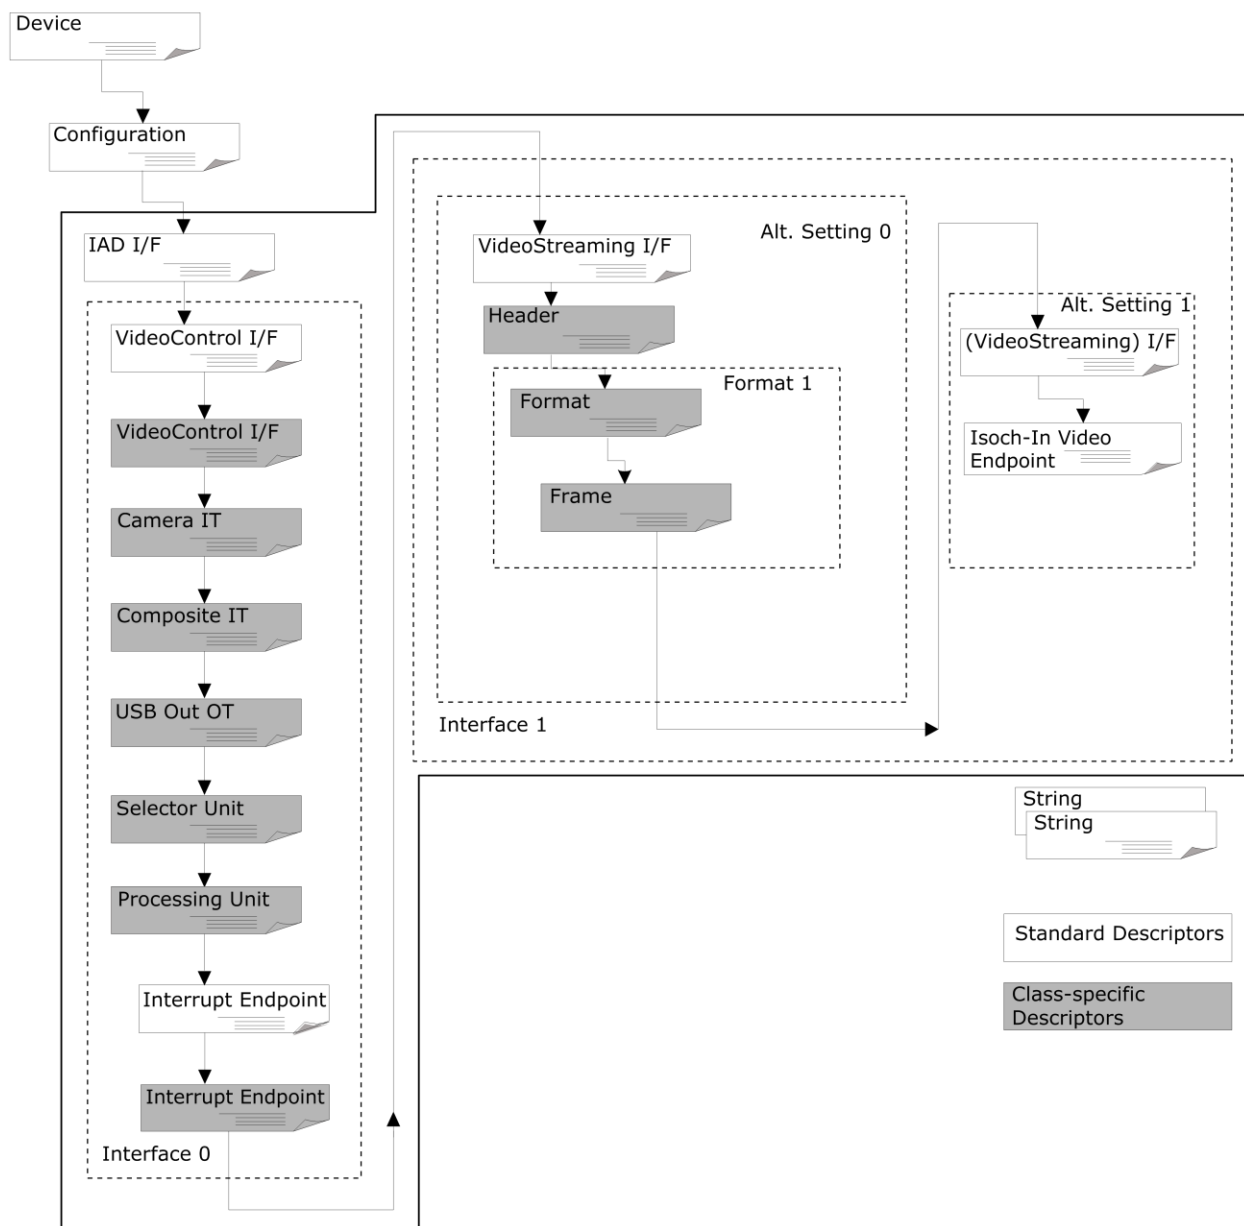 Device
Configuration
IAD I/F
VideoControl I/F
VideoControl I/F
Camera IT
Composite IT
USB Out OT
Selector Unit
Processing Unit
Interrupt Endpoint
Interrupt Endpoint
Interface 0
Alt. Setting 0
VideoStreaming I/F
Header
Format 1
Format
Frame
Interface 1
Alt. Setting 1
(VideoStreaming) I/F
Isoch-In Video
Endpoint
String
String
Standard Descriptors
Class-specific
Descriptors